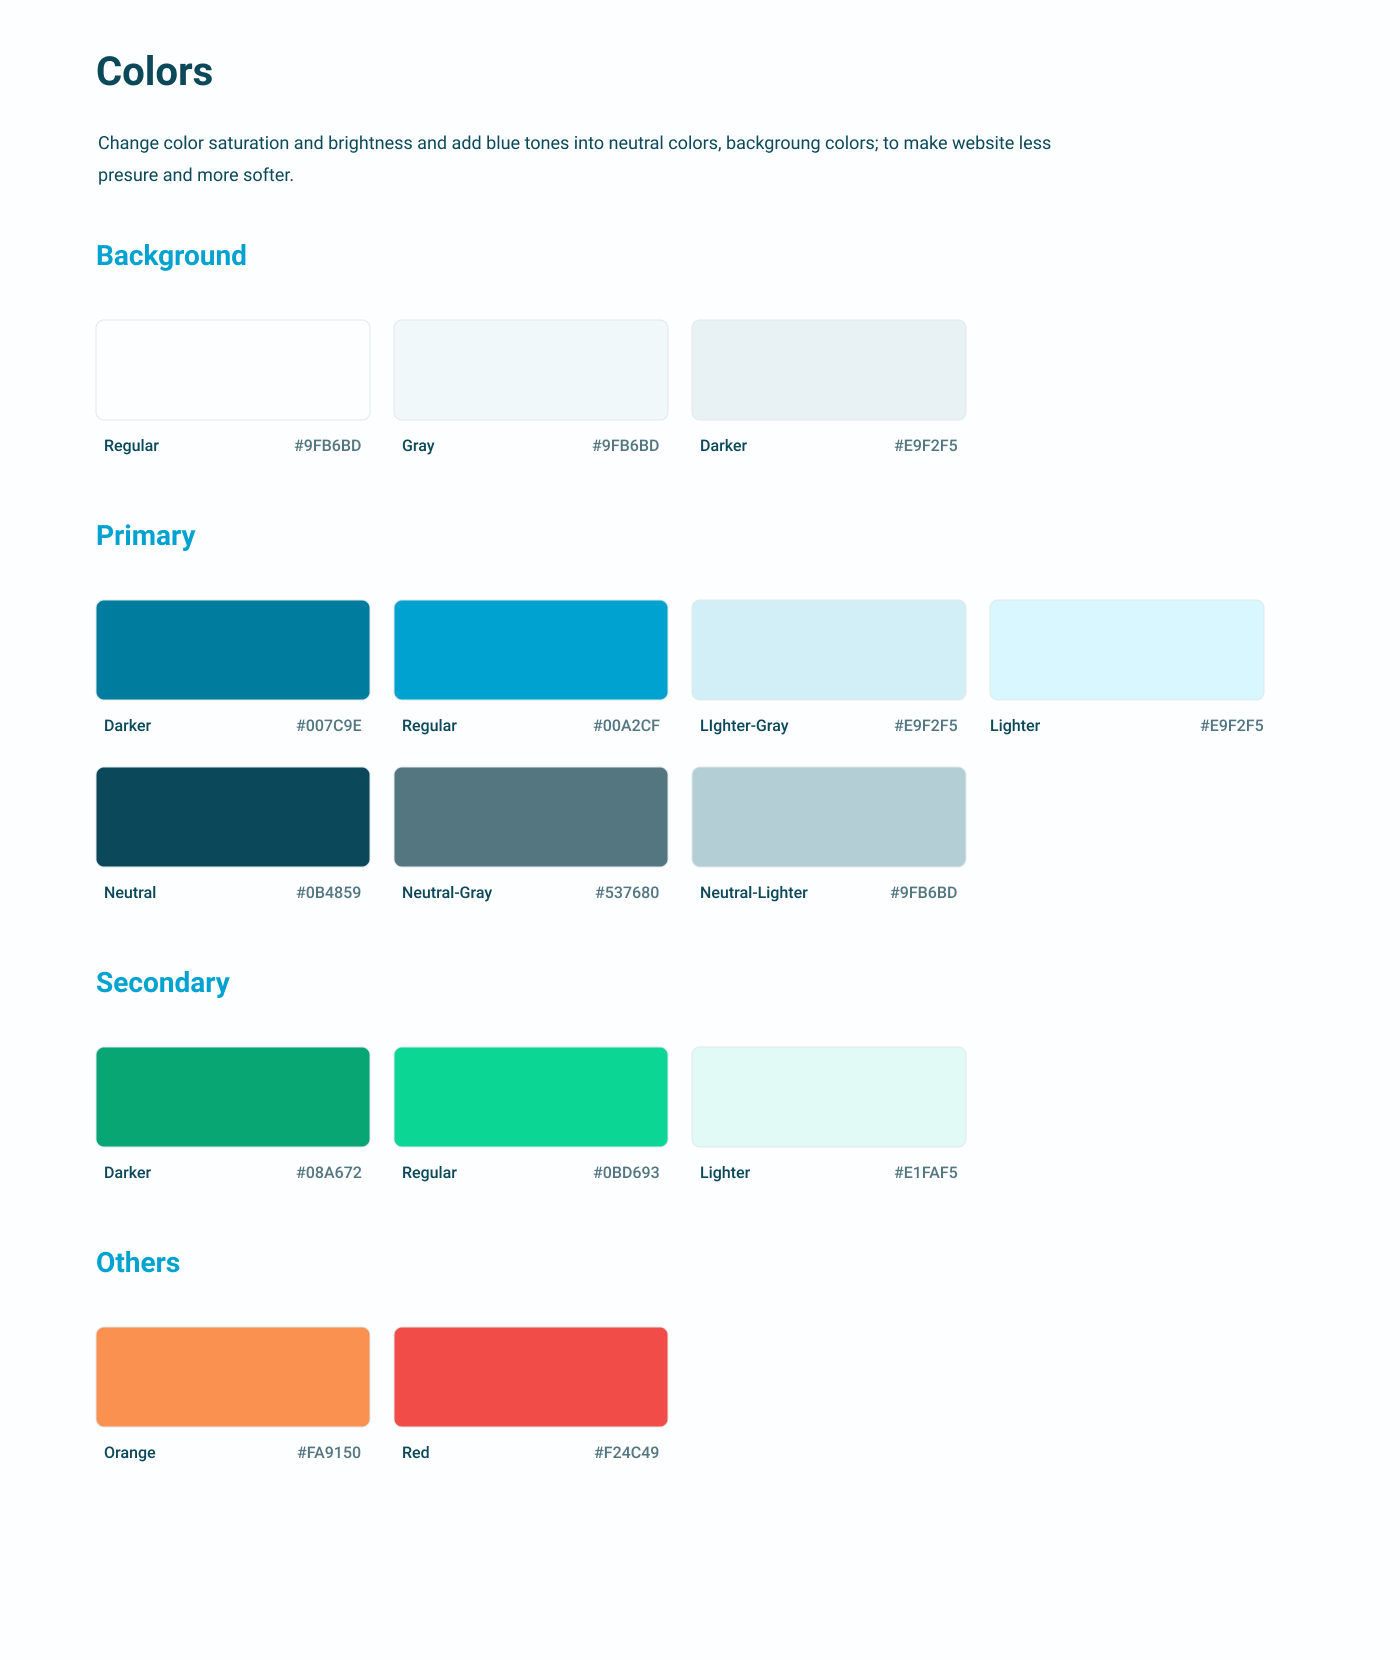 Colors
Change color saturation and brightness and add blue tones into neutral colors, backgroung colors; to make website less
presure and more softer.
Background
Regular #9FB6BD Gray #9FB6BD Darker #E9F2F5
Primary
Darker #007C9E Regular #00A2CF LIghter-Gray #E9F2F5 Lighter #E9F2F5
Neutral #0B4859 Neutral-Gray #537680 Neutral-Lighter #9FB6BD
Secondary
Darker #08A672 Regular #0BD693 Lighter #E1FAF5
Others
Orange #FA9150 Red #F24C49